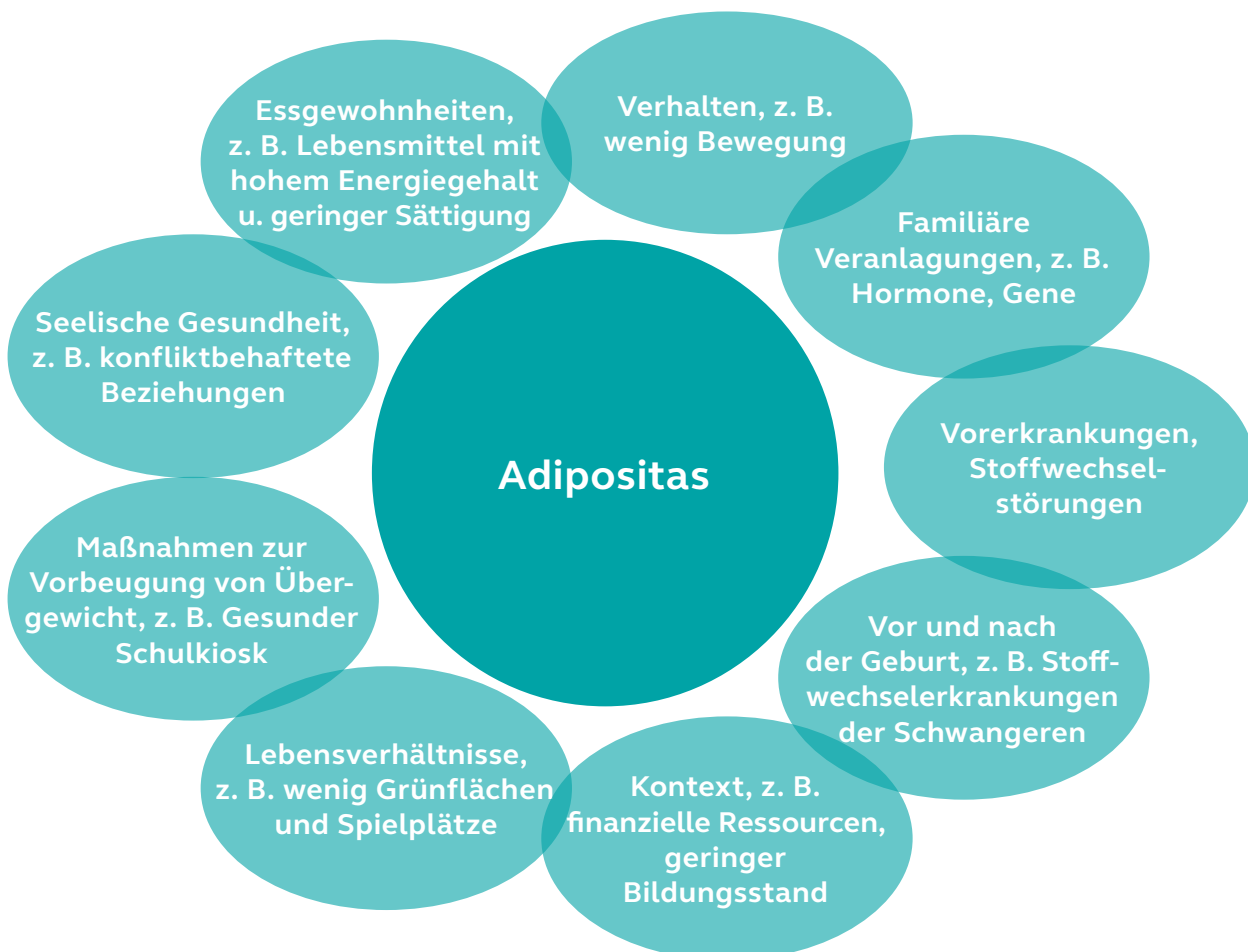 Essgewohnheiten,
z. B. Lebensmittel mit
hohem Energiegehalt
u. geringer Sättigung
Verhalten, z. B.
wenig Bewegung
Familiäre
Veranlagungen, z. B.
Hormone, Gene
Vorerkrankungen,
Stoffwechsel-
störungen
Vor und nach
der Geburt, z. B. Stoff-
wechselerkrankungen
der Schwangeren
Kontext, z. B.
finanzielle Ressourcen,
geringer
Bildungsstand
Lebensverhältnisse,
z. B. wenig Grünflächen
und Spielplätze
Maßnahmen zur
Vorbeugung von Über-
gewicht, z. B. Gesunder
Schulkiosk
Seelische Gesundheit,
z. B. konfliktbehaftete
Beziehungen
Adipositas